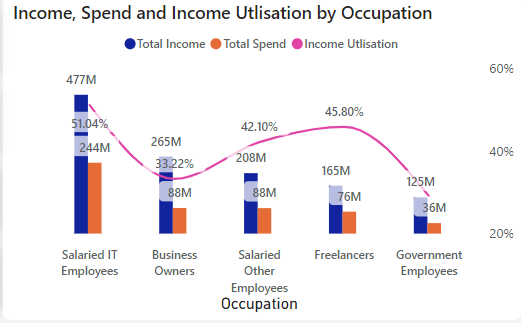 Income, Spend and Income Utlisation by Occupation
Total Income Total Spend Income Utlisation
60%
477M
51.04%
244M
265M
33.22%
88M
42.10%
208M
88M
45.80%
165M
76M
125M
36M
40%
20%
Salaried IT Employees
Business Owners
Salaried Other Employees
Freelancers
Government Employees
Occupation